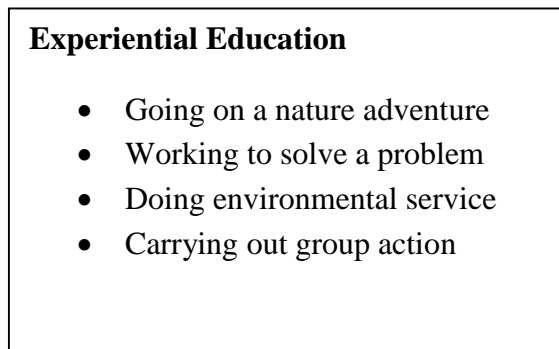 Experiential Education
• Going on a nature adventure
• Working to solve a problem
• Doing environmental service
• Carrying out group action